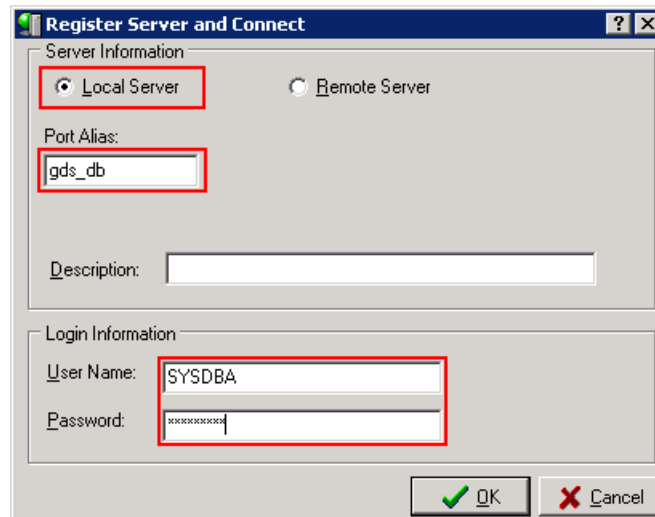 Register Server and Connect
Server Information
Local Server Remote Server
Port Alias:
gds_db
Description:
Login Information
User Name: SYSDBA
Password: *********
OK Cancel